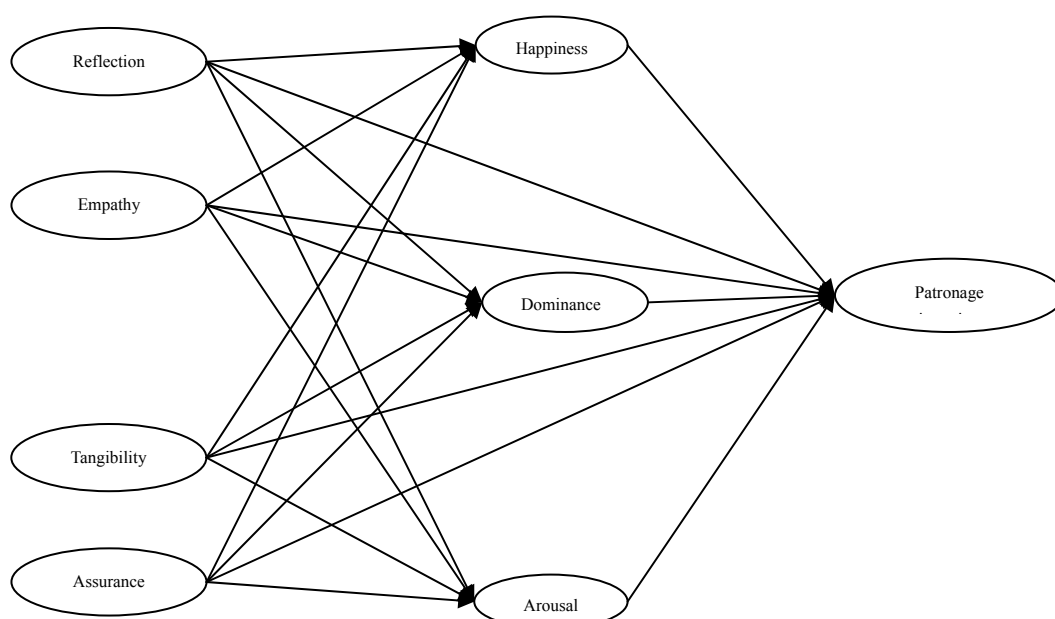 Reflection
Happiness
Empathy
Dominance
Patronage
Tangibility
Assurance
Arousal